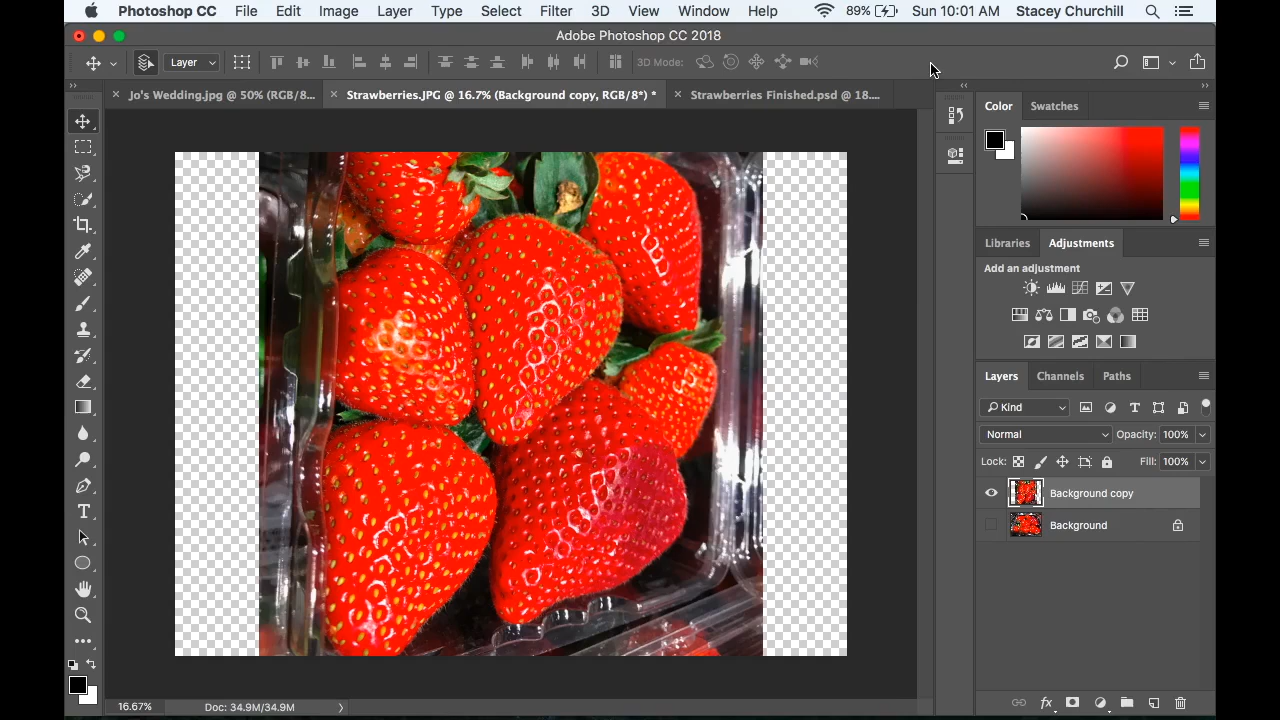 Photoshop CC File Edit Image Layer Type Select Filter 3D View Window Help 89% Sun 10:01 AM Stacey Churchill
Adobe Photoshop CC 2018
Layer 3D Mode:
Jo's Wedding.jpg @ 50% (RGB/8... Strawberries.JPG @ 16.7% (Background copy, RGB/8*) * Strawberries Finished.psd @ 18....
Color Swatches
Libraries Adjustments
Add an adjustment
Layers Channels Paths
Kind
Normal Opacity: 100%
Lock: Fill: 100%
Background copy
Background
16.67% Doc: 34.9M/34.9M